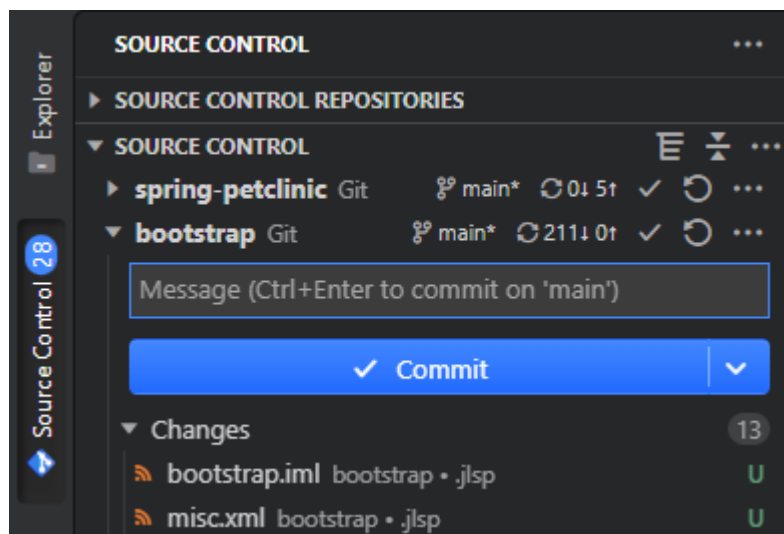 SOURCE CONTROL
SOURCE CONTROL REPOSITORIES
SOURCE CONTROL
spring-petclinic Git main* 0↓ 5↑
bootstrap Git main* 211↓ 0↑
Message (Ctrl+Enter to commit on 'main')
Commit
Changes 13
bootstrap.iml bootstrap • .jlsp U
misc.xml bootstrap • .jlsp U
Explorer
Source Control 28